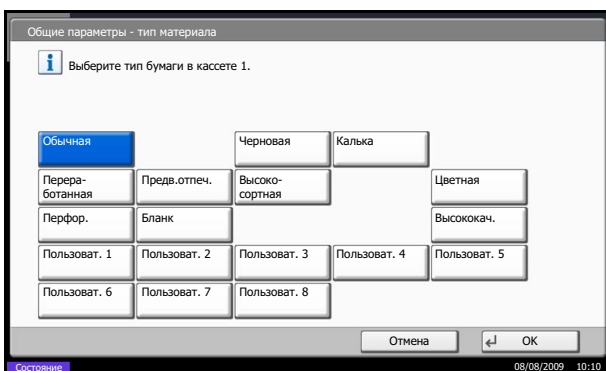 Общие параметры - тип материала
Выберите тип бумаги в кассете 1.
Обычная
Черновая
Калька
Перера-
ботанная
Предв.отпеч.
Высоко-
сортная
Цветная
Перфор.
Бланк
Высококач.
Пользоват. 1
Пользоват. 2
Пользоват. 3
Пользоват. 4
Пользоват. 5
Пользоват. 6
Пользоват. 7
Пользоват. 8
Отмена
OK
Состояние
08/08/2009 10:10